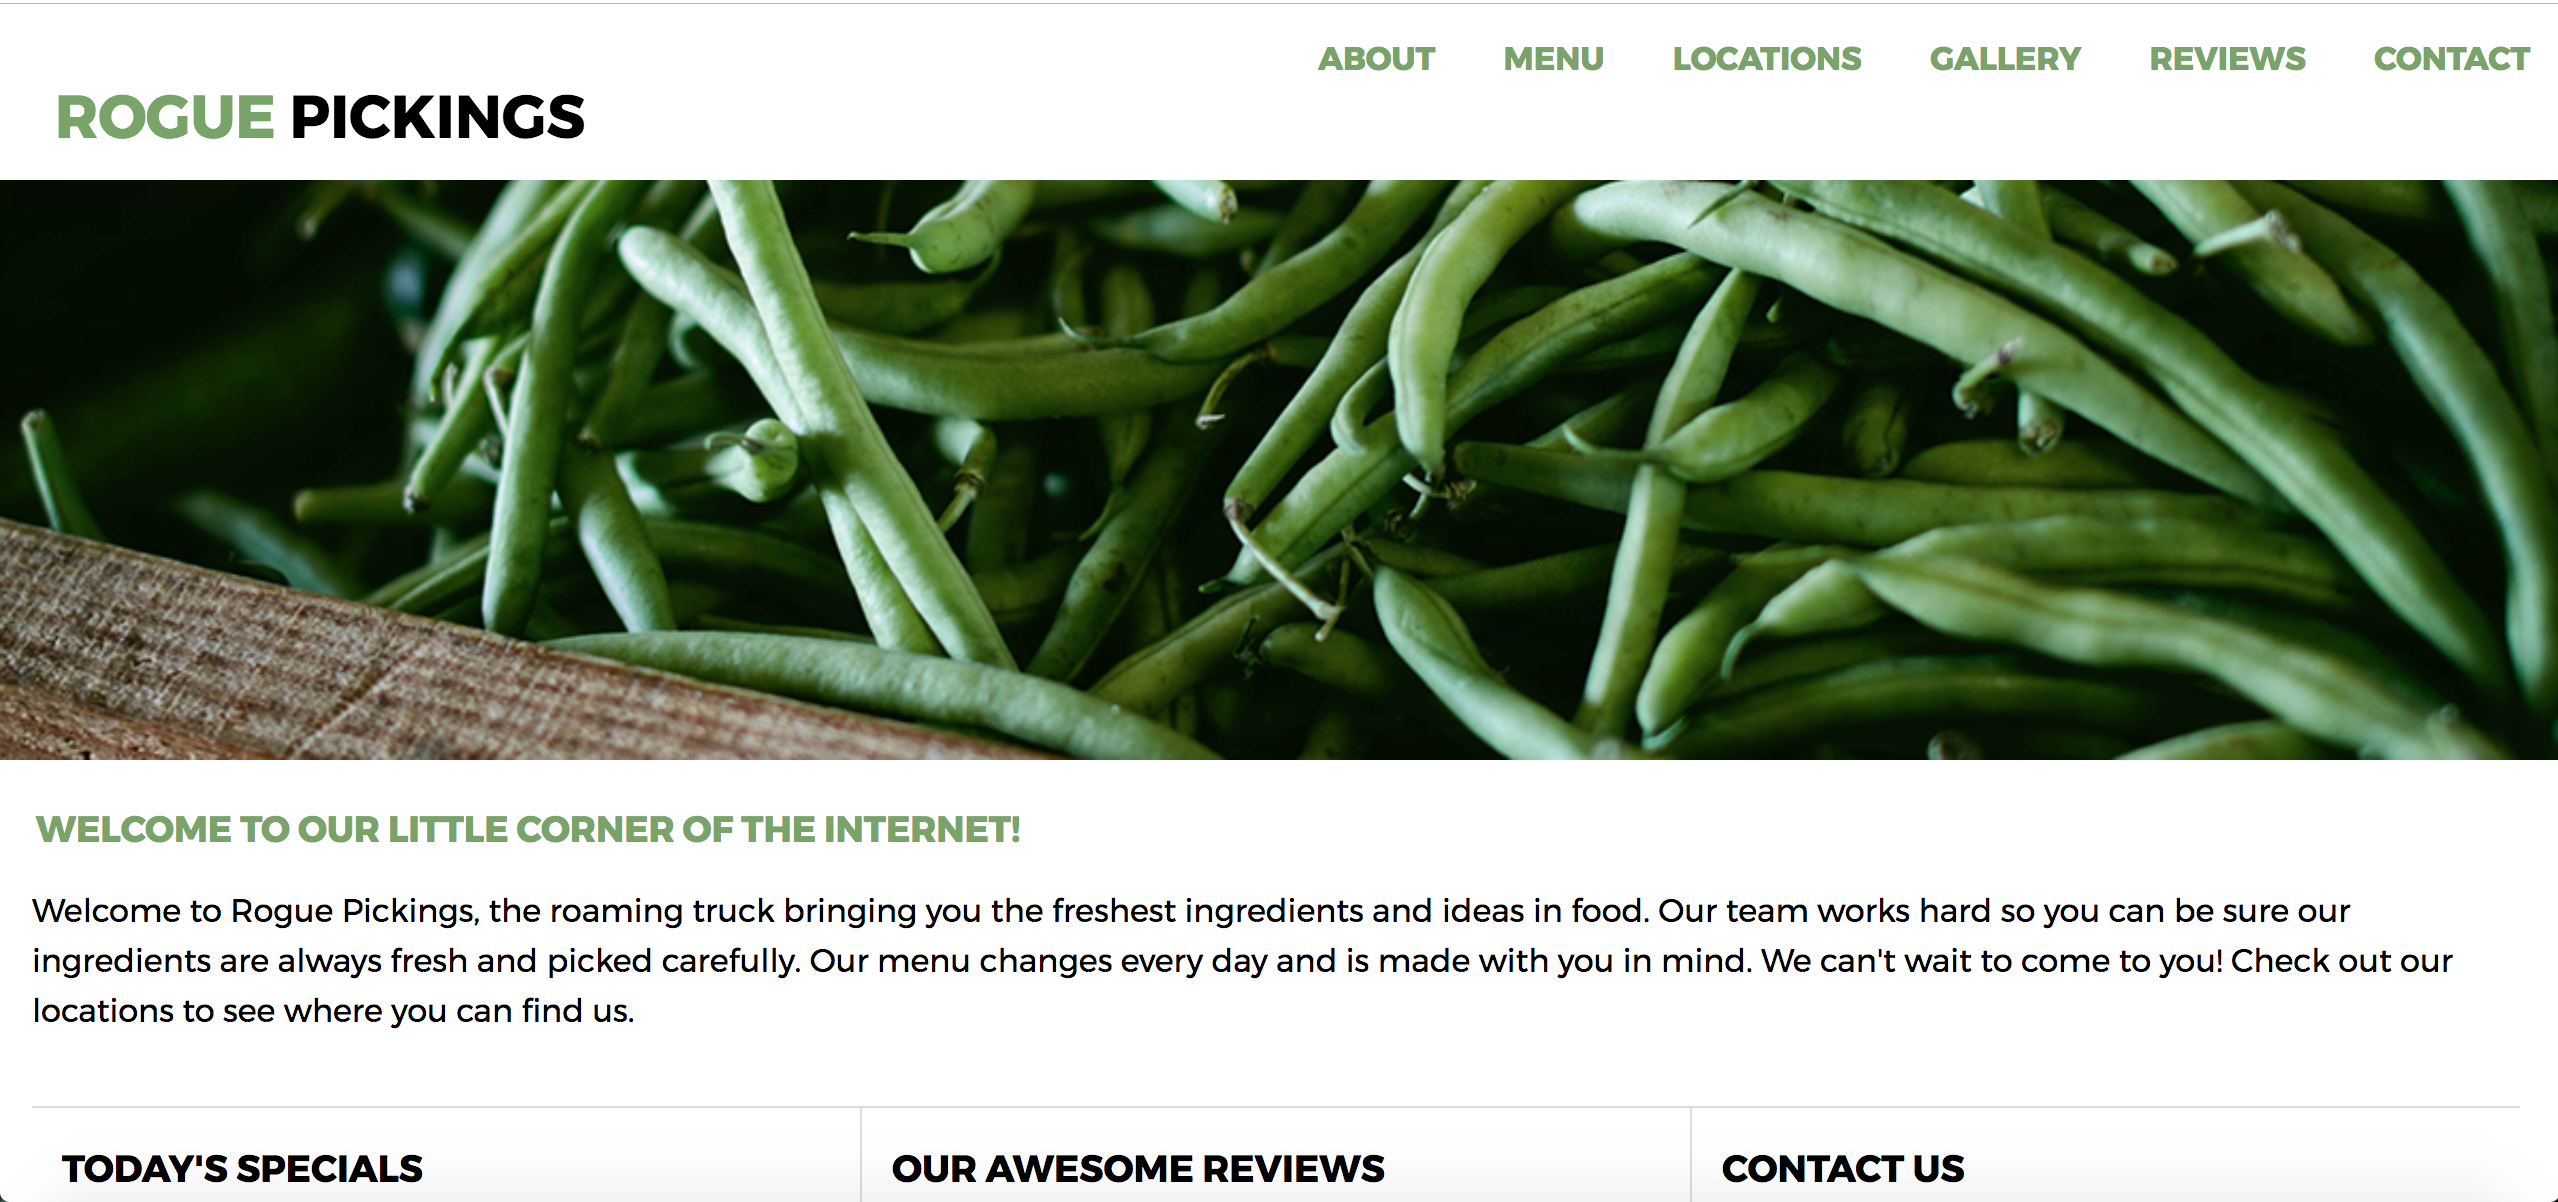 ABOUT MENU LOCATIONS GALLERY REVIEWS CONTACT
ROGUE PICKINGS
WELCOME TO OUR LITTLE CORNER OF THE INTERNET!
Welcome to Rogue Pickings, the roaming truck bringing you the freshest ingredients and ideas in food. Our team works hard so you can be sure our
ingredients are always fresh and picked carefully. Our menu changes every day and is made with you in mind. We can't wait to come to you! Check out our
locations to see where you can find us.
TODAY'S SPECIALS
OUR AWESOME REVIEWS
CONTACT US